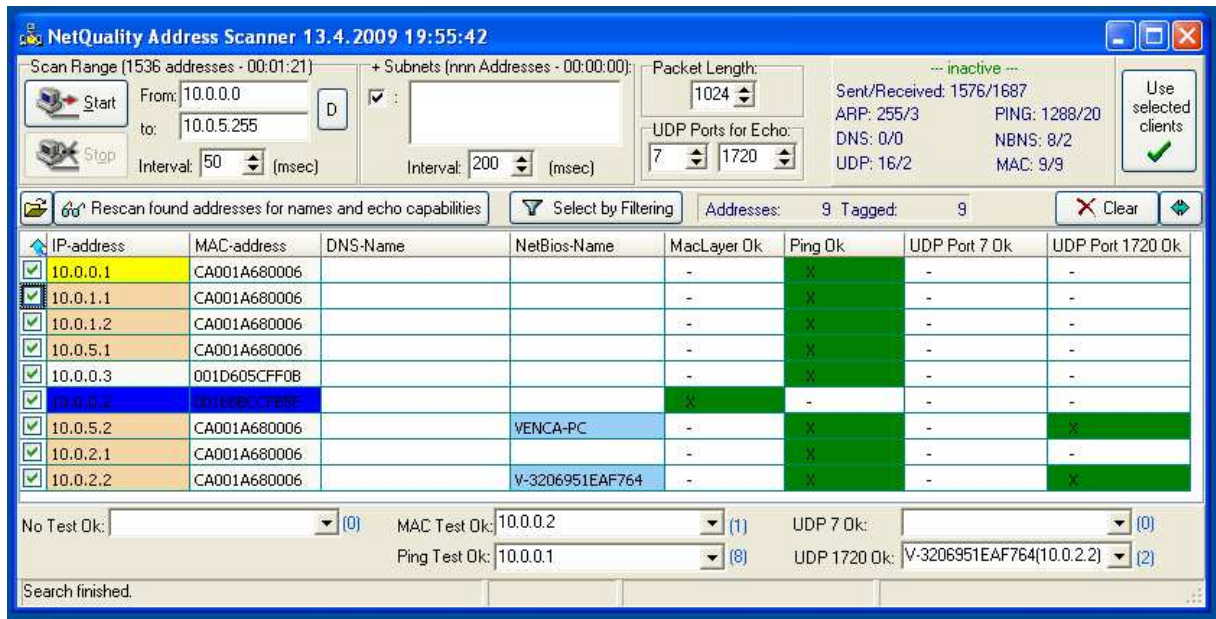 NetQuality Address Scanner 13.4.2009 19:55:42
Scan Range (1536 addresses - 00:01:21)
Start
From: 10.0.0.0
D
to: 10.0.5.255
Stop
Interval: 50 (msec)
+ Subnets (nnn Addresses - 00:00:00):
:
Interval: 200 (msec)
Packet Length:
1024
UDP Ports for Echo:
7 1720
--- inactive ---
Sent/Received: 1576/1687
ARP: 255/3 PING: 1288/20
DNS: 0/0 NBNS: 8/2
UDP: 16/2 MAC: 9/9
Use
selected
clients
Rescan found addresses for names and echo capabilities Select by Filtering Addresses: 9 Tagged: 9 Clear
IP-address MAC-address DNS-Name NetBios-Name MacLayer Ok Ping Ok UDP Port 7 Ok UDP Port 1720 Ok
10.0.0.1 CA001A680006 - X - -
10.0.1.1 CA001A680006 - X - -
10.0.1.2 CA001A680006 - X - -
10.0.5.1 CA001A680006 - X - -
10.0.0.3 001D605CFF0B - X - -
10.0.0.2 X - - -
10.0.5.2 CA001A680006 VENCA-PC - X - X
10.0.2.1 CA001A680006 - X - -
10.0.2.2 CA001A680006 V-3206951EAF764 - X - X
No Test Ok: (0) MAC Test Ok: 10.0.0.2 (1) UDP 7 Ok: (0)
Ping Test Ok: 10.0.0.1 (8) UDP 1720 Ok: V-3206951EAF764(10.0.2.2) (2)
Search finished.